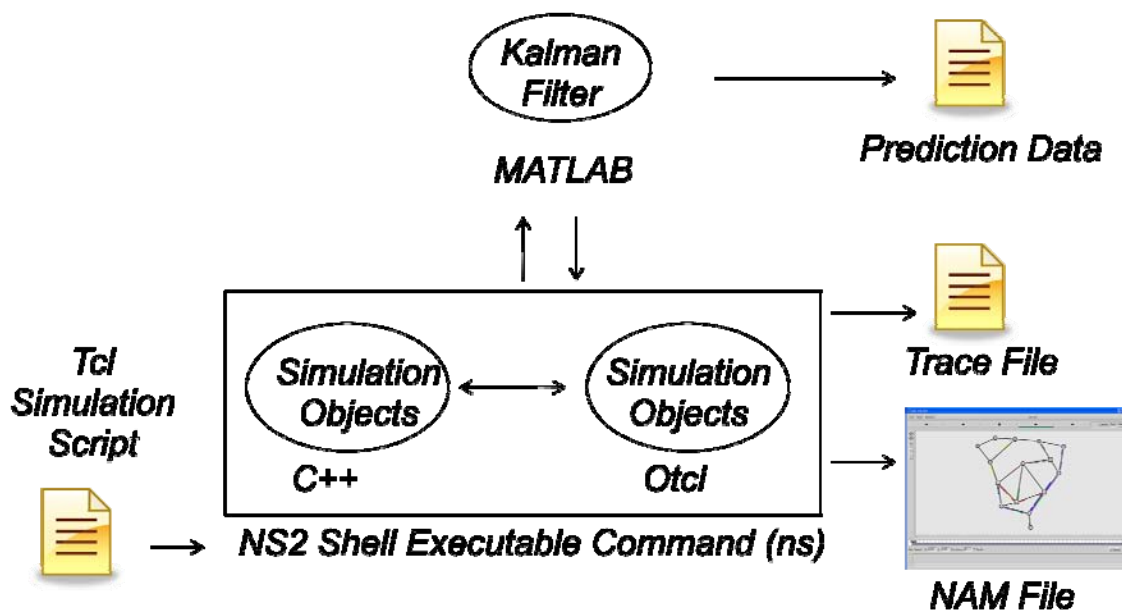 Kalman
Filter
Prediction Data
MATLAB
Tcl
Simulation
Script
Simulation
Objects
C++
Simulation
Objects
Otcl
Trace File
NS2 Shell Executable Command (ns)
NAM File